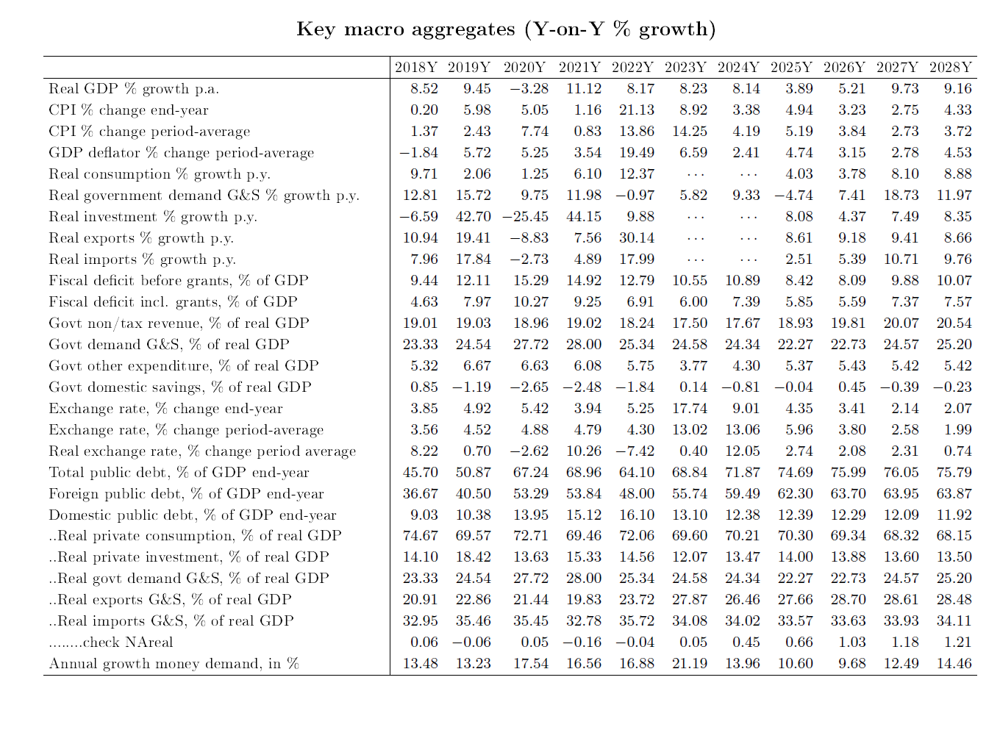 Key macro aggregates (Y-on-Y % growth)
2018Y 2019Y 2020Y 2021Y 2022Y 2023Y 2024Y 2025Y 2026Y 2027Y 2028Y
Real GDP % growth p.a. 8.52 9.45 −3.28 11.12 8.17 8.23 8.14 3.89 5.21 9.73 9.16
CPI % change end-year 0.20 5.98 5.05 1.16 21.13 8.92 3.38 4.94 3.23 2.75 4.33
CPI % change period-average 1.37 2.43 7.74 0.83 13.86 14.25 4.19 5.19 3.84 2.73 3.72
GDP deflator % change period-average −1.84 5.72 5.25 3.54 19.49 6.59 2.41 4.74 3.15 2.78 4.53
Real consumption % growth p.y. 9.71 2.06 1.25 6.10 12.37 ... ... 4.03 3.78 8.10 8.88
Real government demand G&S % growth p.y. 12.81 15.72 9.75 11.98 −0.97 5.82 9.33 −4.74 7.41 18.73 11.97
Real investment % growth p.y. −6.59 42.70 −25.45 44.15 9.88 ... ... 8.08 4.37 7.49 8.35
Real exports % growth p.y. 10.94 19.41 −8.83 7.56 30.14 ... ... 8.61 9.18 9.41 8.66
Real imports % growth p.y. 7.96 17.84 −2.73 4.89 17.99 ... ... 2.51 5.39 10.71 9.76
Fiscal deficit before grants, % of GDP 9.44 12.11 15.29 14.92 12.79 10.55 10.89 8.42 8.09 9.88 10.07
Fiscal deficit incl. grants, % of GDP 4.63 7.97 10.27 9.25 6.91 6.00 7.39 5.85 5.59 7.37 7.57
Govt non/tax revenue, % of real GDP 19.01 19.03 18.96 19.02 18.24 17.50 17.67 18.93 19.81 20.07 20.54
Govt demand G&S, % of real GDP 23.33 24.54 27.72 28.00 25.34 24.58 24.34 22.27 22.73 24.57 25.20
Govt other expenditure, % of real GDP 5.32 6.67 6.63 6.08 5.75 3.77 4.30 5.37 5.43 5.42 5.42
Govt domestic savings, % of real GDP 0.85 −1.19 −2.65 −2.48 −1.84 0.14 −0.81 −0.04 0.45 −0.39 −0.23
Exchange rate, % change end-year 3.85 4.92 5.42 3.94 5.25 17.74 9.01 4.35 3.41 2.14 2.07
Exchange rate, % change period-average 3.56 4.52 4.88 4.79 4.30 13.02 13.06 5.96 3.80 2.58 1.99
Real exchange rate, % change period average 8.22 0.70 −2.62 10.26 −7.42 0.40 12.05 2.74 2.08 2.31 0.74
Total public debt, % of GDP end-year 45.70 50.87 67.24 68.96 64.10 68.84 71.87 74.69 75.99 76.05 75.79
Foreign public debt, % of GDP end-year 36.67 40.50 53.29 53.84 48.00 55.74 59.49 62.30 63.70 63.95 63.87
Domestic public debt, % of GDP end-year 9.03 10.38 13.95 15.12 16.10 13.10 12.38 12.39 12.29 12.09 11.92
..Real private consumption, % of real GDP 74.67 69.57 72.71 69.46 72.06 69.60 70.21 70.30 69.34 68.32 68.15
..Real private investment, % of real GDP 14.10 18.42 13.63 15.33 14.56 12.07 13.47 14.00 13.88 13.60 13.50
..Real govt demand G&S, % of real GDP 23.33 24.54 27.72 28.00 25.34 24.58 24.34 22.27 22.73 24.57 25.20
..Real exports G&S, % of real GDP 20.91 22.86 21.44 19.83 23.72 27.87 26.46 27.66 28.70 28.61 28.48
..Real imports G&S, % of real GDP 32.95 35.46 35.45 32.78 35.72 34.08 34.02 33.57 33.63 33.93 34.11
........check NAreal 0.06 −0.06 0.05 −0.16 −0.04 0.05 0.45 0.66 1.03 1.18 1.21
Annual growth money demand, in % 13.48 13.23 17.54 16.56 16.88 21.19 13.96 10.60 9.68 12.49 14.46